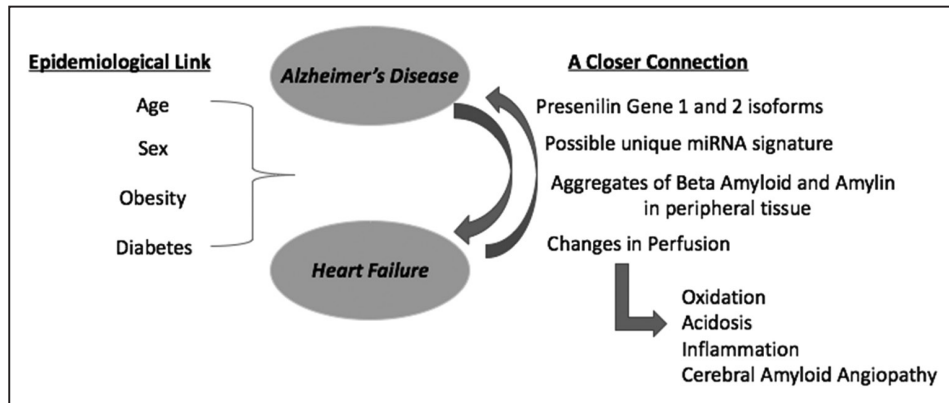 Epidemiological Link
Age
Sex
Obesity
Diabetes
Alzheimer's Disease
Heart Failure
A Closer Connection
Presenilin Gene 1 and 2 isoforms
Possible unique miRNA signature
Aggregates of Beta Amyloid and Amylin
in peripheral tissue
Changes in Perfusion
Oxidation
Acidosis
Inflammation
Cerebral Amyloid Angiopathy